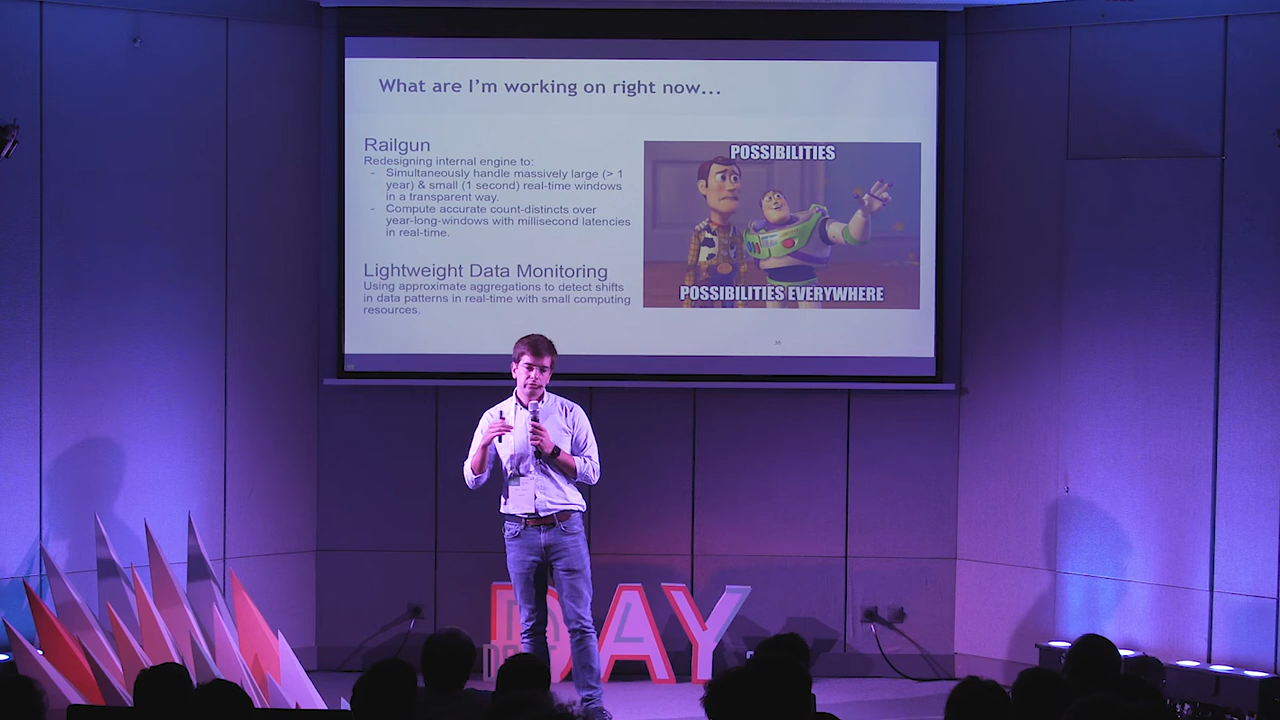 What are I'm working on right now...
Railgun
Redesigning internal engine to:
- Simultaneously handle massively large (> 1
year) & small (1 second) real-time windows
in a transparent way.
- Compute accurate count-distincts over
year-long-windows with millisecond latencies
in real-time.
Lightweight Data Monitoring
Using approximate aggregations to detect shifts
in data patterns in real-time with small computing
resources.
POSSIBILITIES
POSSIBILITIES EVERYWHERE
DAY